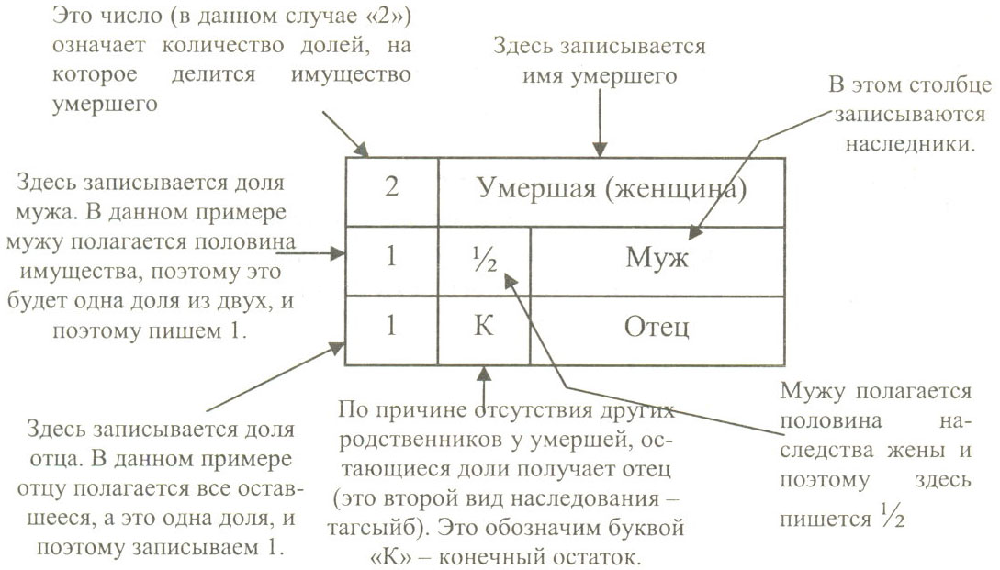 Это число (в данном случае «2»)
означает количество долей, на
которое делится имущество
умершего
Здесь записывается
имя умершего
В этом столбце
записываются
наследники.
Здесь записывается доля
мужа. В данном примере
мужу полагается половина
имущества, поэтому это
будет одна доля из двух, и
поэтому пишем 1.
2 Умершая (женщина)
1 ½ Муж
1 К Отец
Здесь записывается доля
отца. В данном примере
отцу полагается все остав-
шееся, а это одна доля, и
поэтому записываем 1.
По причине отсутствия других
родственников у умершей, ос-
тающиеся доли получает отец
(это второй вид наследования –
тагсыйб). Это обозначим буквой
«К» – конечный остаток.
Мужу полагается
половина на-
следства жены и
поэтому здесь
пишется ½